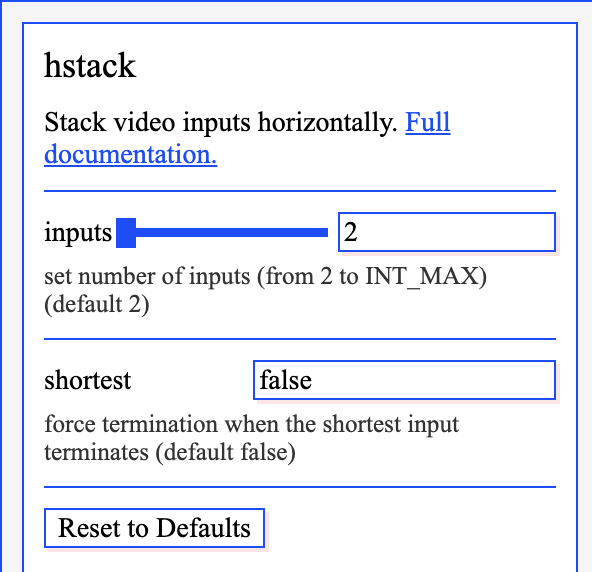 hstack
Stack video inputs horizontally. Full
documentation.
inputs 2
set number of inputs (from 2 to INT_MAX)
(default 2)
shortest false
force termination when the shortest input
terminates (default false)
Reset to Defaults